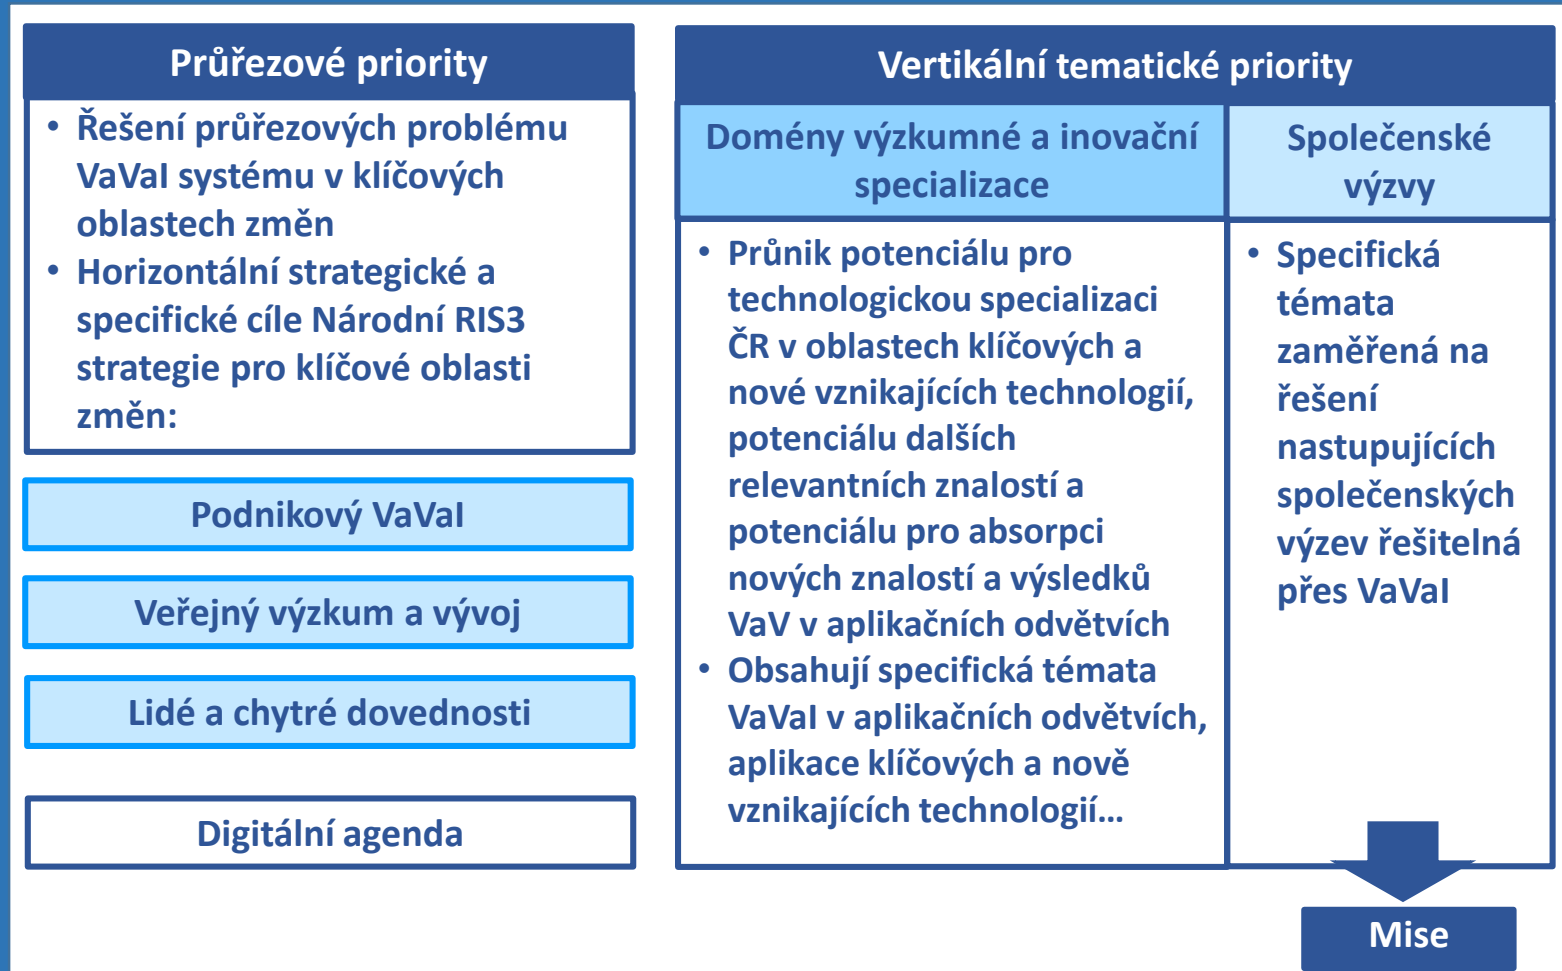 Průřezové priority
• Řešení průřezových problému
VaVaI systému v klíčových
oblastech změn
• Horizontální strategické a
specifické cíle Národní RIS3
strategie pro klíčové oblasti
změn:
Podnikový VaVaI
Veřejný výzkum a vývoj
Lidé a chytré dovednosti
Digitální agenda
Vertikální tematické priority
Domény výzkumné a inovační
specializace
• Průnik potenciálu pro
technologickou specializaci
ČR v oblastech klíčových a
nové vznikajících technologií,
potenciálu dalších
relevantních znalostí a
potenciálu pro absorpci
nových znalostí a výsledků
VaV v aplikačních odvětvích
• Obsahují specifická témata
VaVaI v aplikačních odvětvích,
aplikace klíčových a nově
vznikajících technologií…
Společenské
výzvy
• Specifická
témata
zaměřená na
řešení
nastupujících
společenských
výzev řešitelná
přes VaVaI
Mise